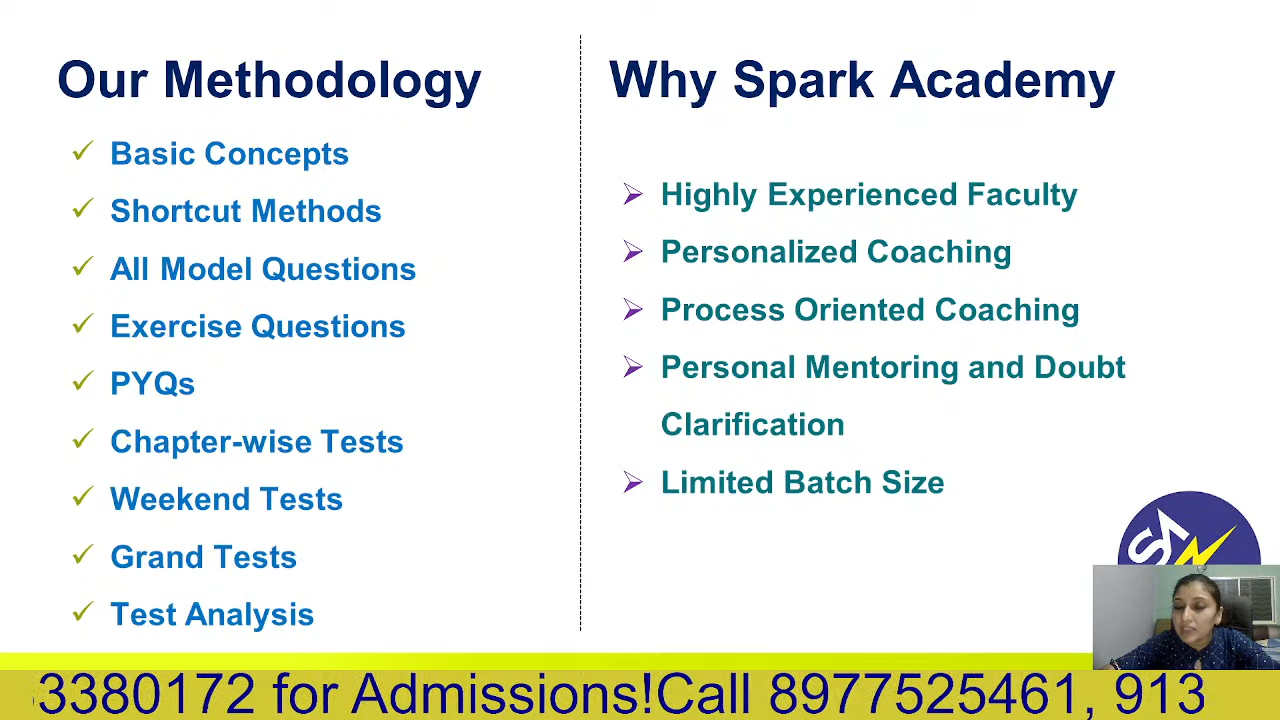 Our Methodology
Basic Concepts
Shortcut Methods
All Model Questions
Exercise Questions
PYQs
Chapter-wise Tests
Weekend Tests
Grand Tests
Test Analysis
Why Spark Academy
Highly Experienced Faculty
Personalized Coaching
Process Oriented Coaching
Personal Mentoring and Doubt
Clarification
Limited Batch Size
3380172 for Admissions!Call 8977525461, 913